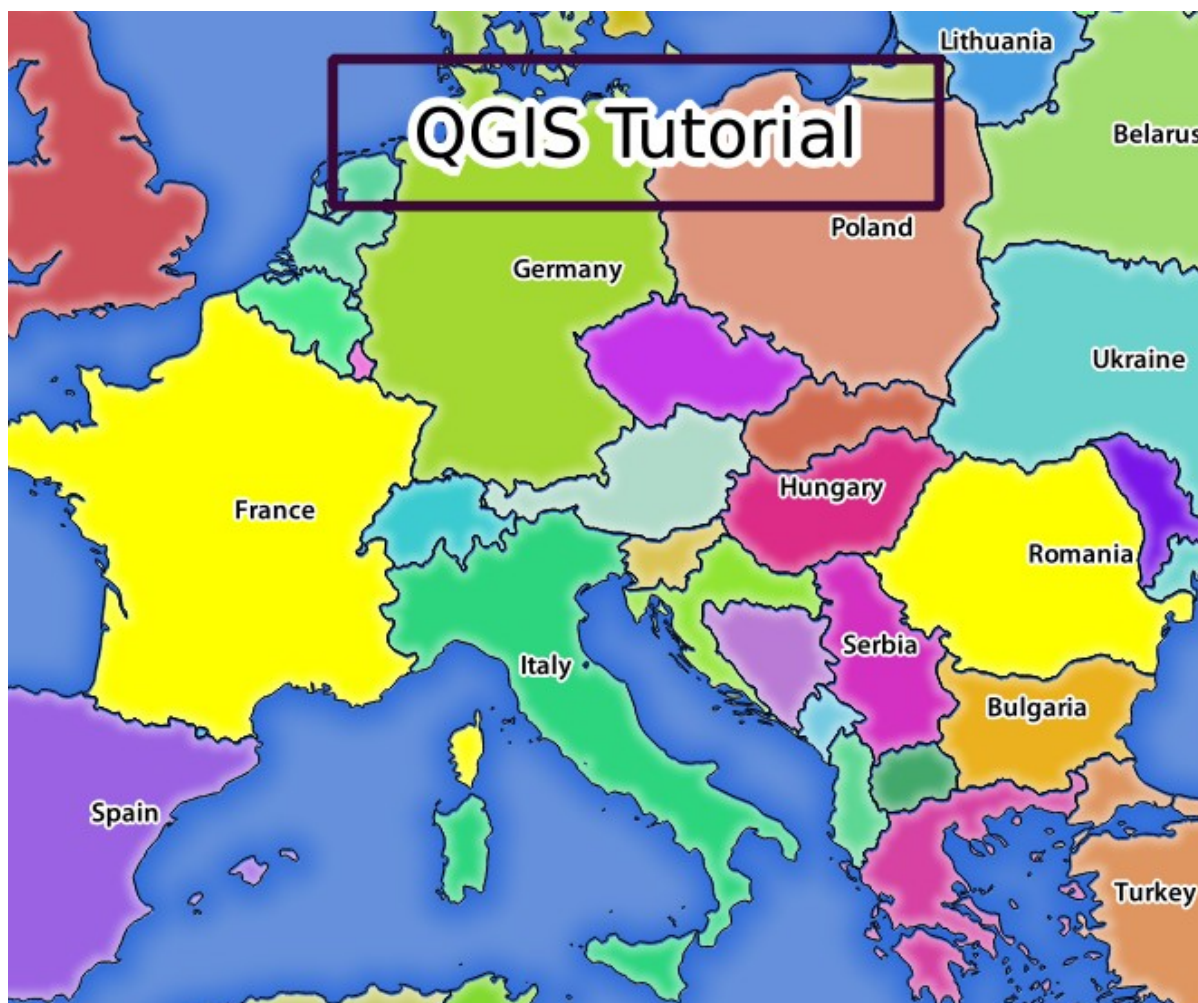 Lithuania
QGIS Tutorial
Belarus
Poland
Germany
Ukraine
Hungary
France
Romania
Serbia
Italy
Bulgaria
Spain
Turkey